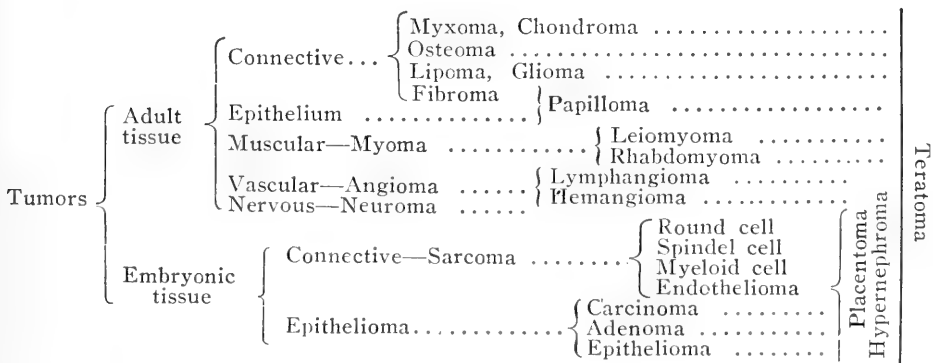 Myxoma, Chondroma ..................
Connective...
Osteoma .............................
Lipoma, Glioma .....................
Fibroma
Papilloma ................
Epithelium .............
Adult
tissue
Muscular—Myoma ...........
Leiomyoma ...........
Rhabdomyoma ..........
Vascular—Angioma ......
Lymphangioma ..........
Nervous—Neuroma ......
Hemangioma ............
Tumors
Embryonic
tissue
Connective—Sarcoma ........
Round cell
Spindel cell
Myeloid cell
Endothelioma
Epithelioma..............
Carcinoma ..........
Adenoma ...........
Epithelioma ........
Placentoma
Hypernephroma
Teratoma